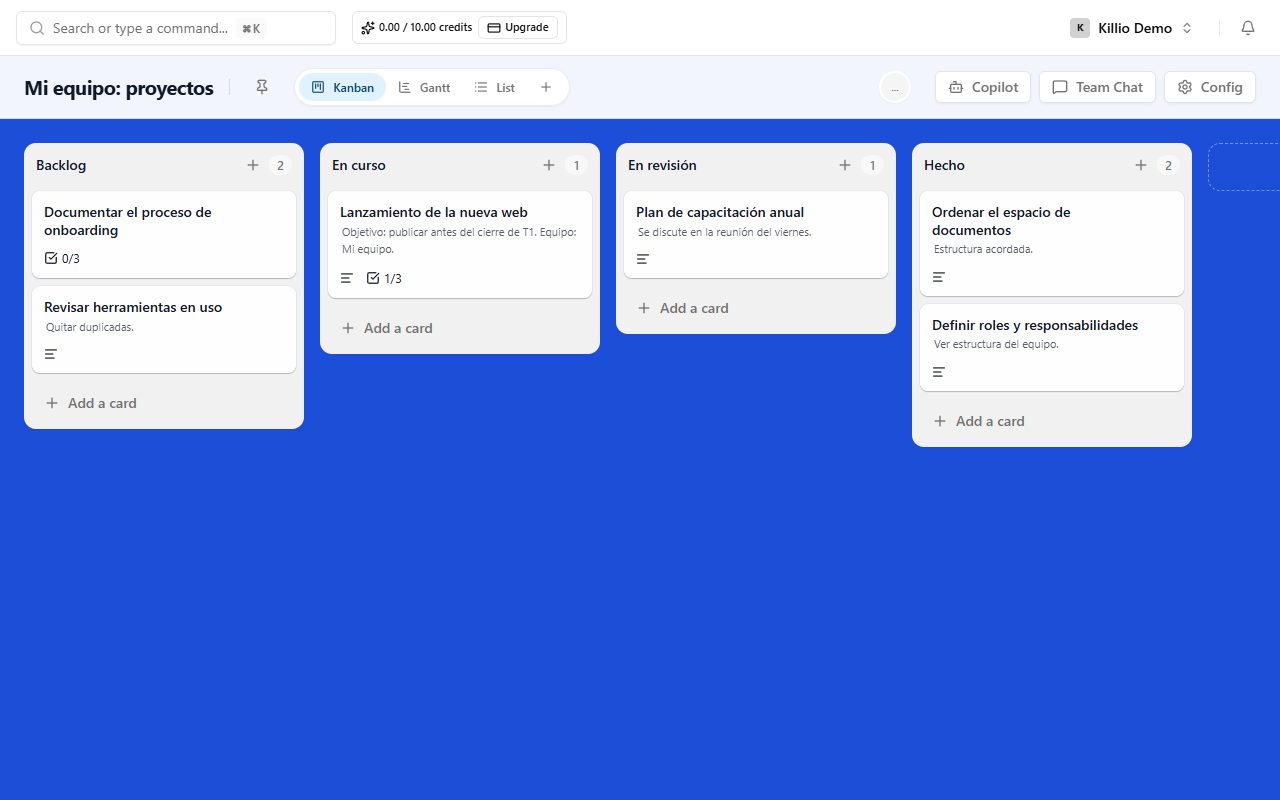 Search or type a command... ⌘K
0.00 / 10.00 credits
Upgrade
K Killio Demo
Mi equipo: proyectos
Kanban
Gantt
List
...
Copilot
Team Chat
Config
Backlog
2
Documentar el proceso de
onboarding
0/3
Revisar herramientas en uso
Quitar duplicadas.
Add a card
En curso
1
Lanzamiento de la nueva web
Objetivo: publicar antes del cierre de T1. Equipo:
Mi equipo.
1/3
Add a card
En revisión
1
Plan de capacitación anual
Se discute en la reunión del viernes.
Add a card
Hecho
2
Ordenar el espacio de
documentos
Estructura acordada.
Definir roles y responsabilidades
Ver estructura del equipo.
Add a card